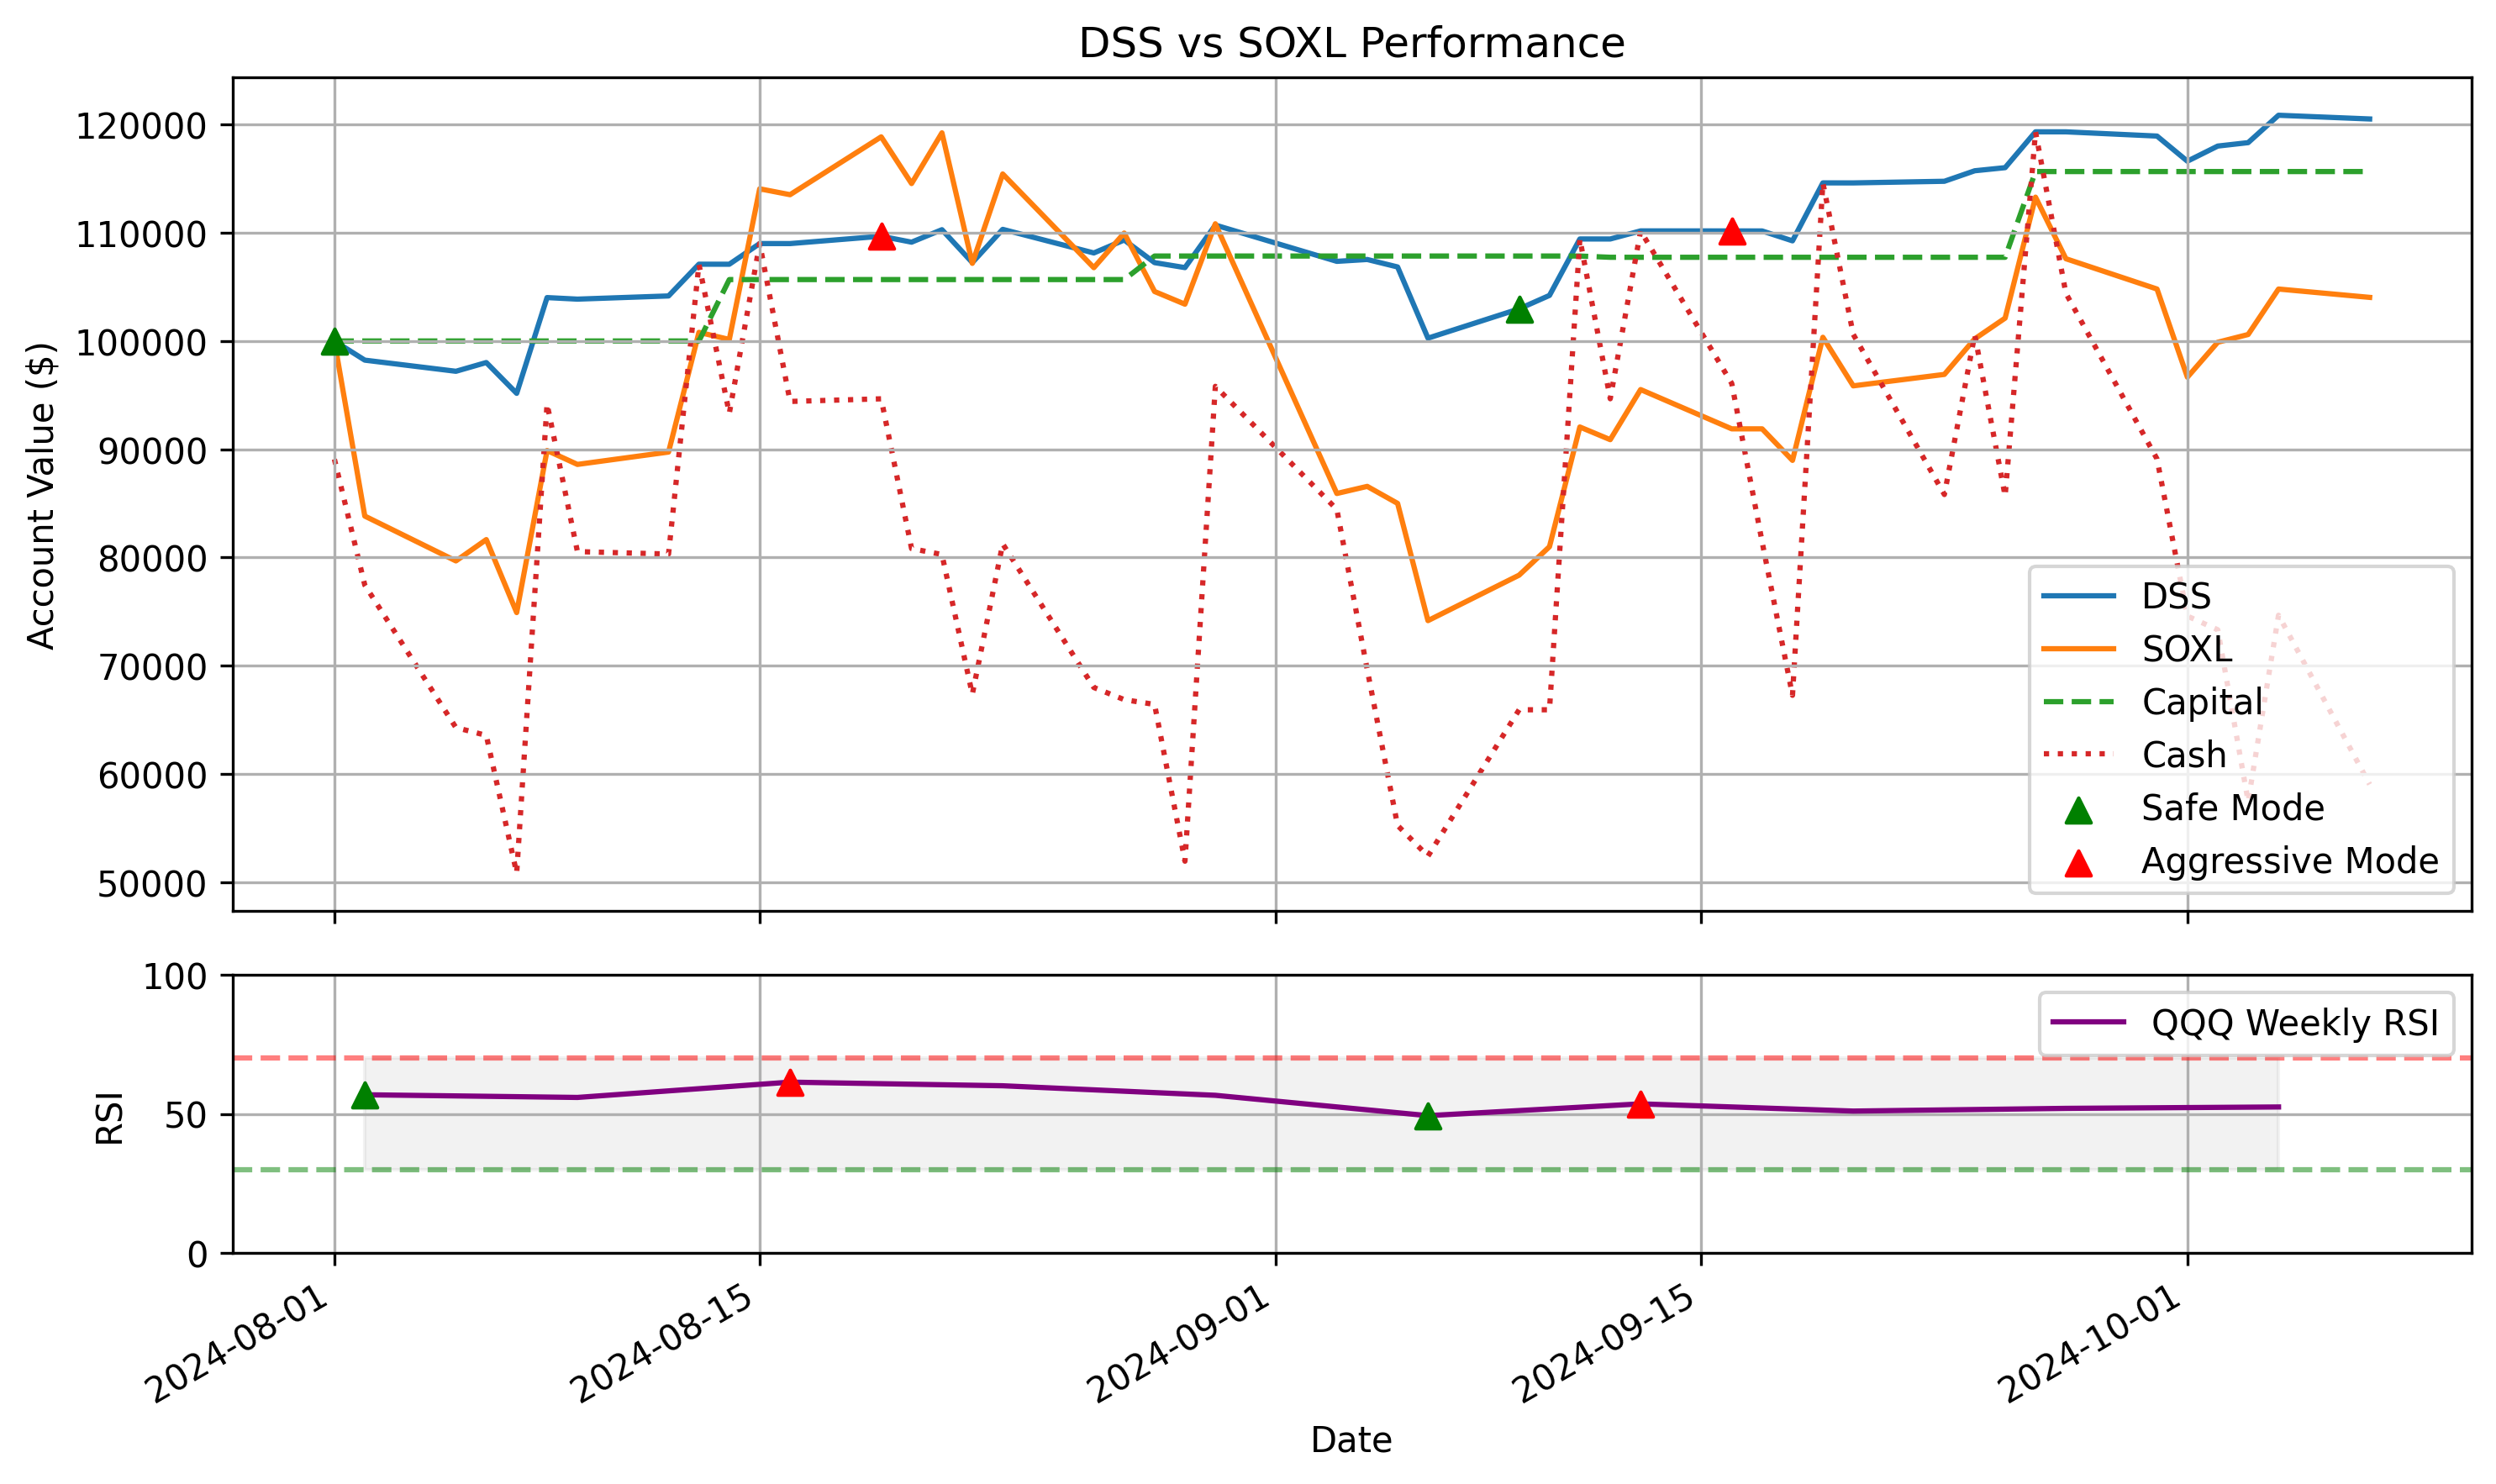 DSS vs SOXL Performance
120000
110000
100000
90000
80000
70000
60000
50000
Account Value ($)
DSS
SOXL
Capital
Cash
Safe Mode
Aggressive Mode
100
50
0
RSI
QQQ Weekly RSI
2024-08-01
2024-08-15
2024-09-01
2024-09-15
2024-10-01
Date